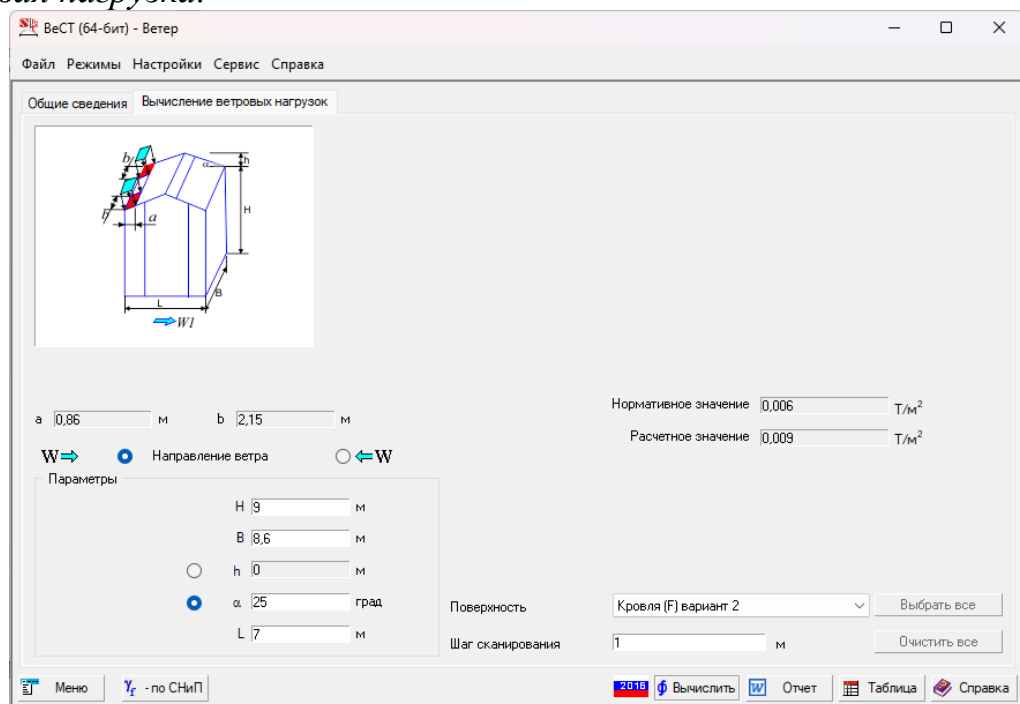 нагрузка.
ВеСТ (64-бит) - Ветер
Файл Режимы Настройки Сервис Справка
Общие сведения Вычисление ветровых нагрузок
b
α
h
H
b
a
L
B
W1
a 0,86 м b 2,15 м
Нормативное значение 0,006 Т/м²
Расчетное значение 0,009 Т/м²
W⇒ Направление ветра ⇐W
Параметры
H 9 м
B 8,6 м
h 0 м
α 25 град
L 7 м
Поверхность Кровля (F) вариант 2 Выбрать все
Шаг сканирования 1 м Очистить все
Меню γf - по СНиП 2016 Вычислить W Отчет Таблица Справка